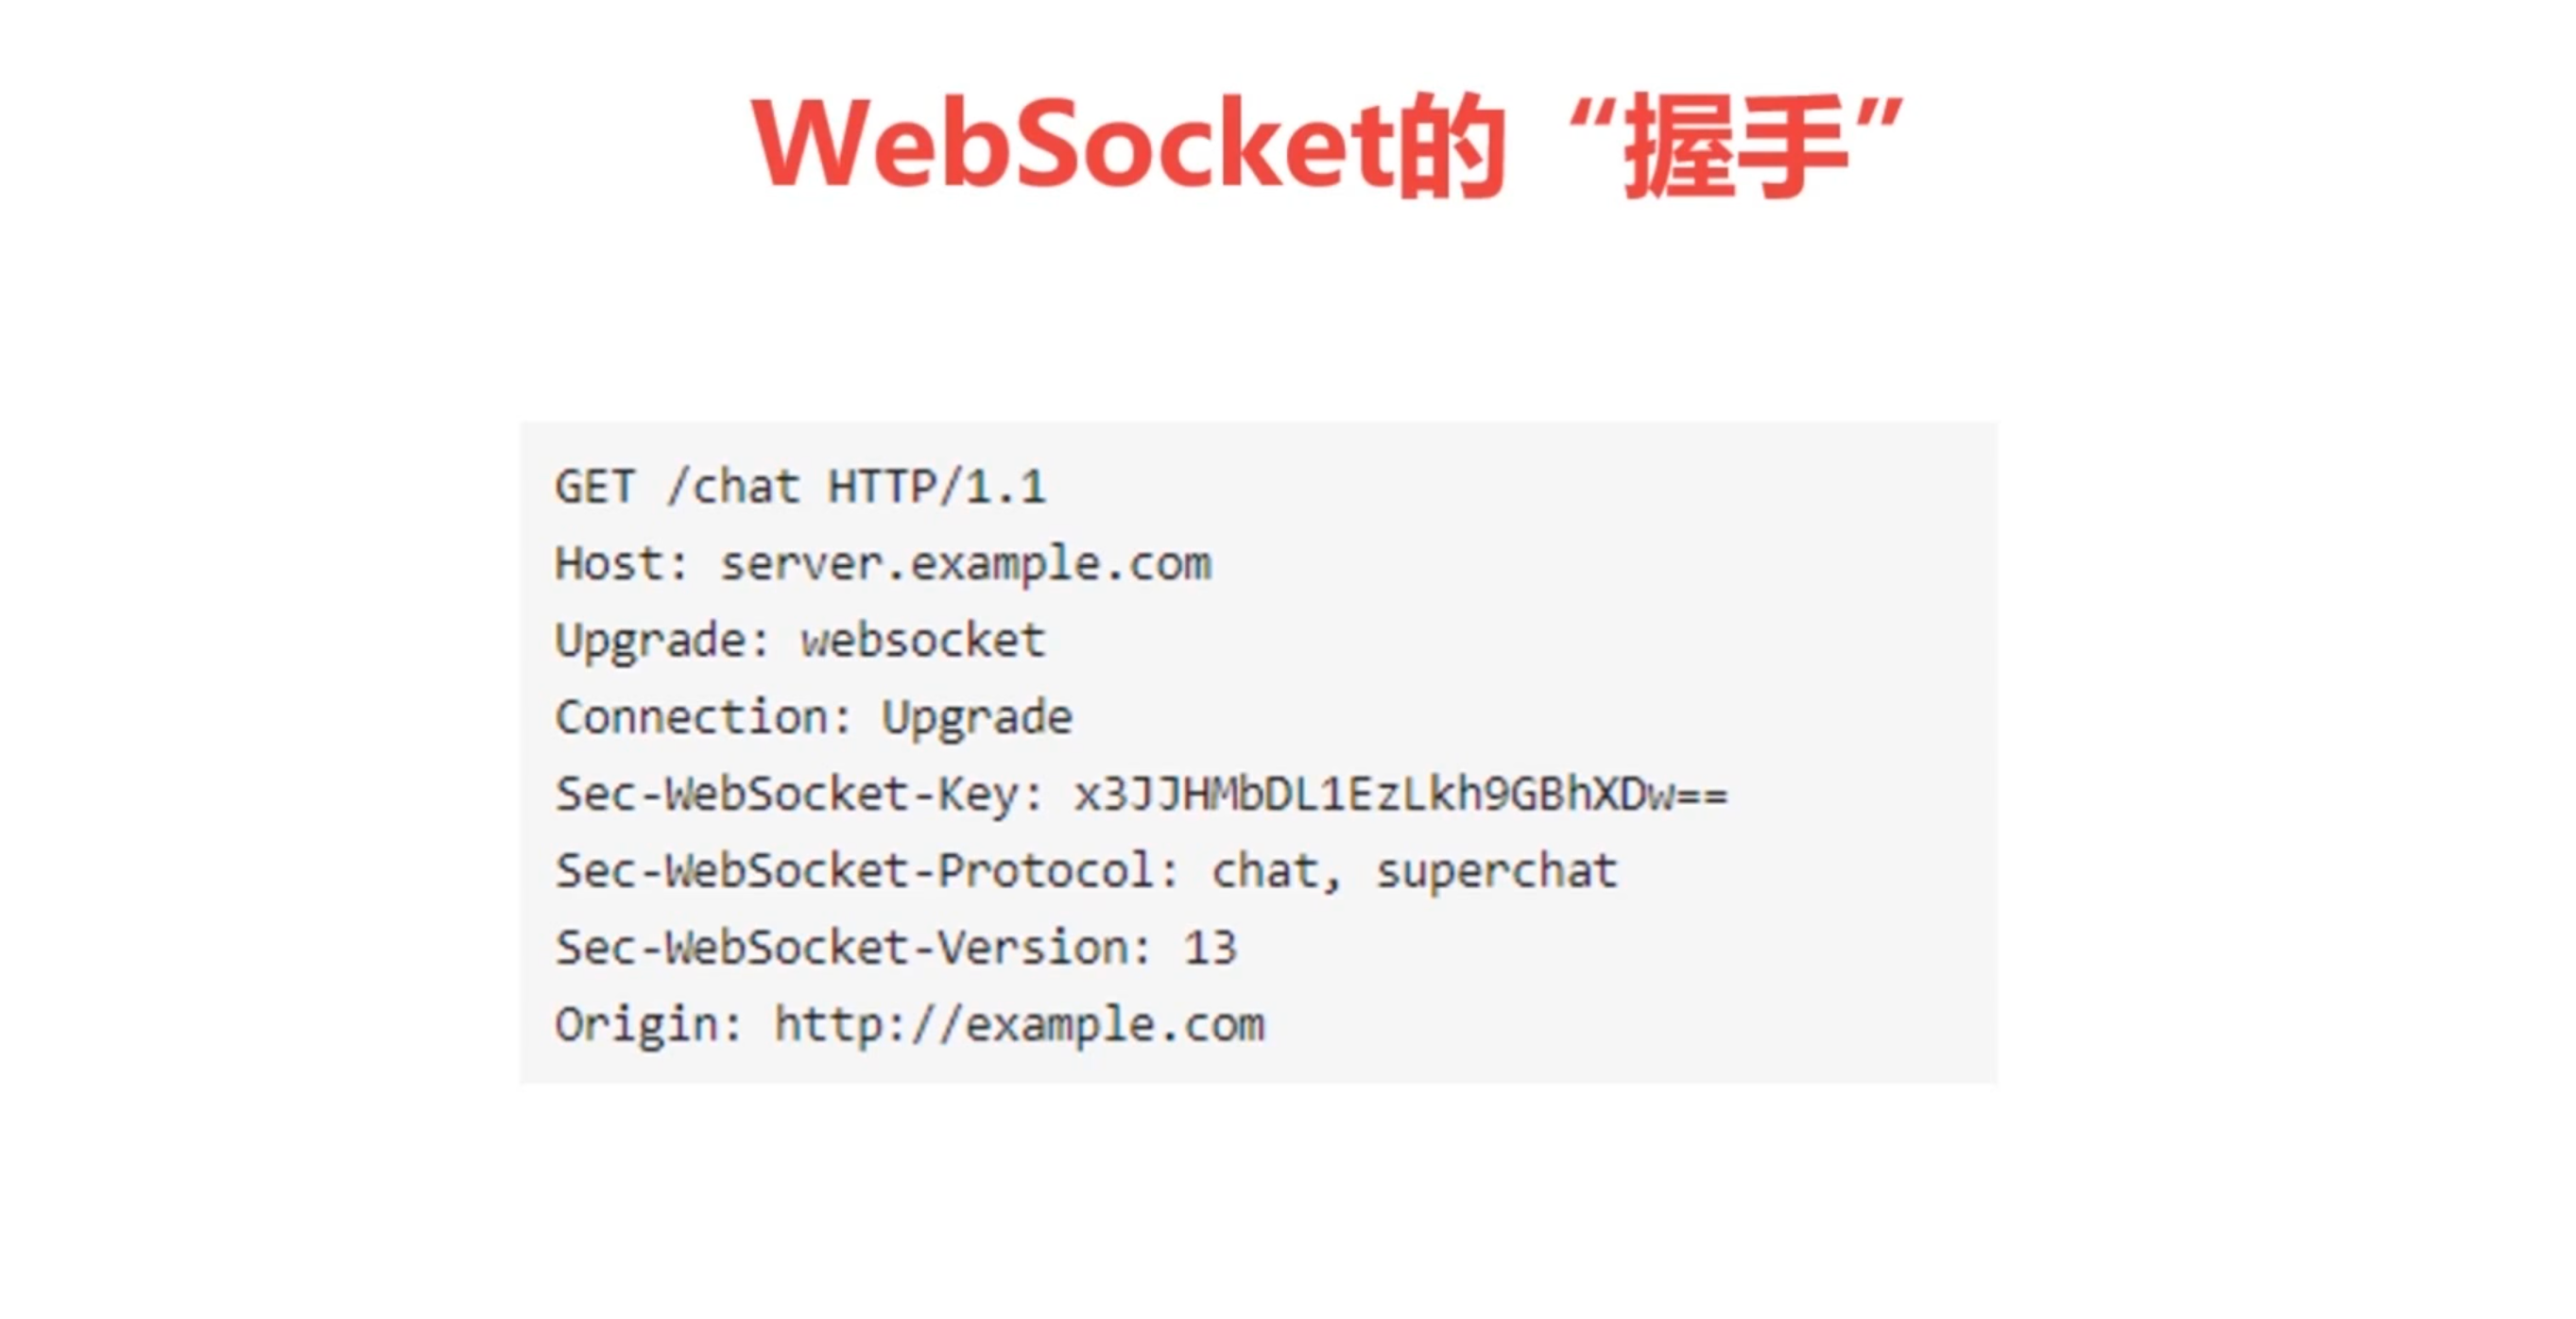 WebSocket的 “握手”
GET /chat HTTP/1.1
Host: server.example.com
Upgrade: websocket
Connection: Upgrade
Sec-WebSocket-Key: x3JJHMbDL1EzLkh9GBhXDw==
Sec-WebSocket-Protocol: chat, superchat
Sec-WebSocket-Version: 13
Origin: http://example.com